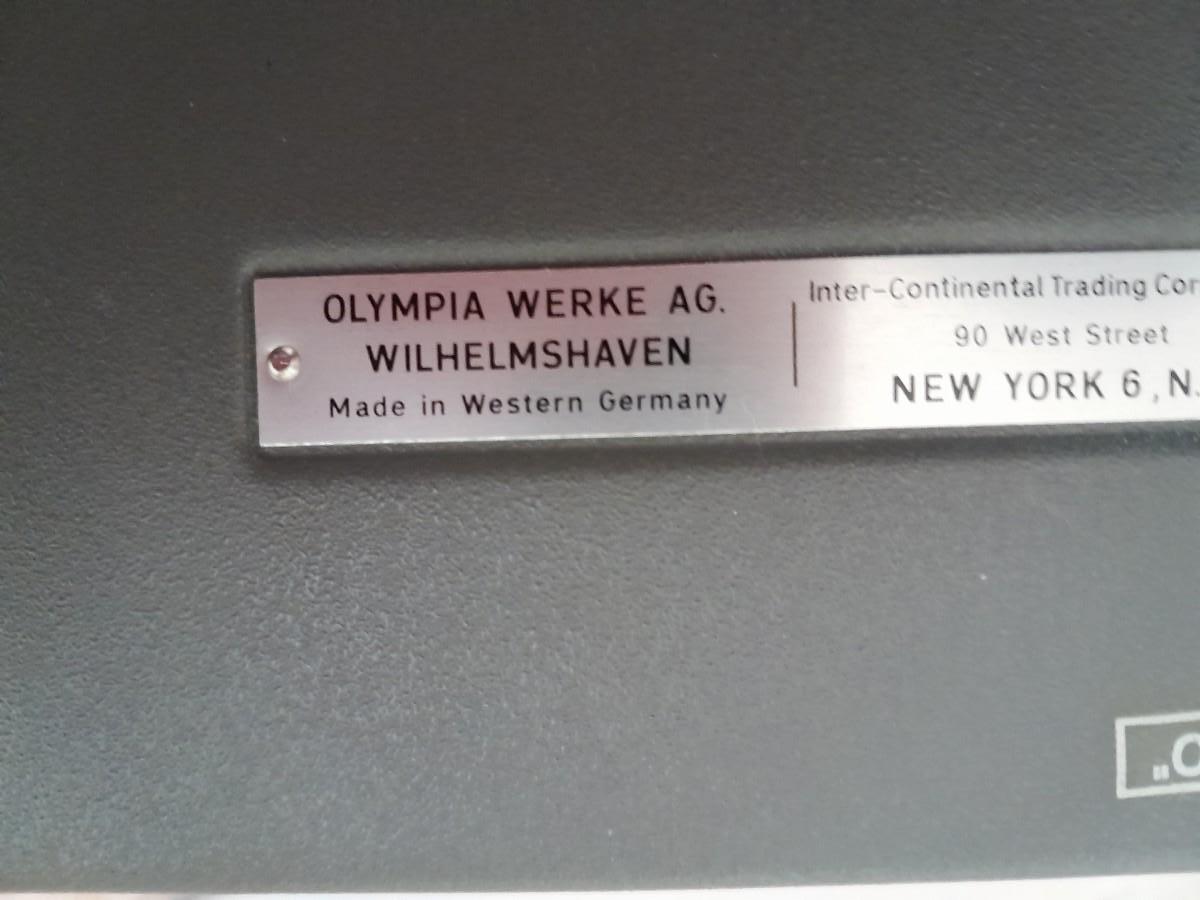 OLYMPIA WERKE AG.
WILHELMSHAVEN
Made in Western Germany
Inter-Continental Trading Cor
90 West Street
NEW YORK 6, N.
„O